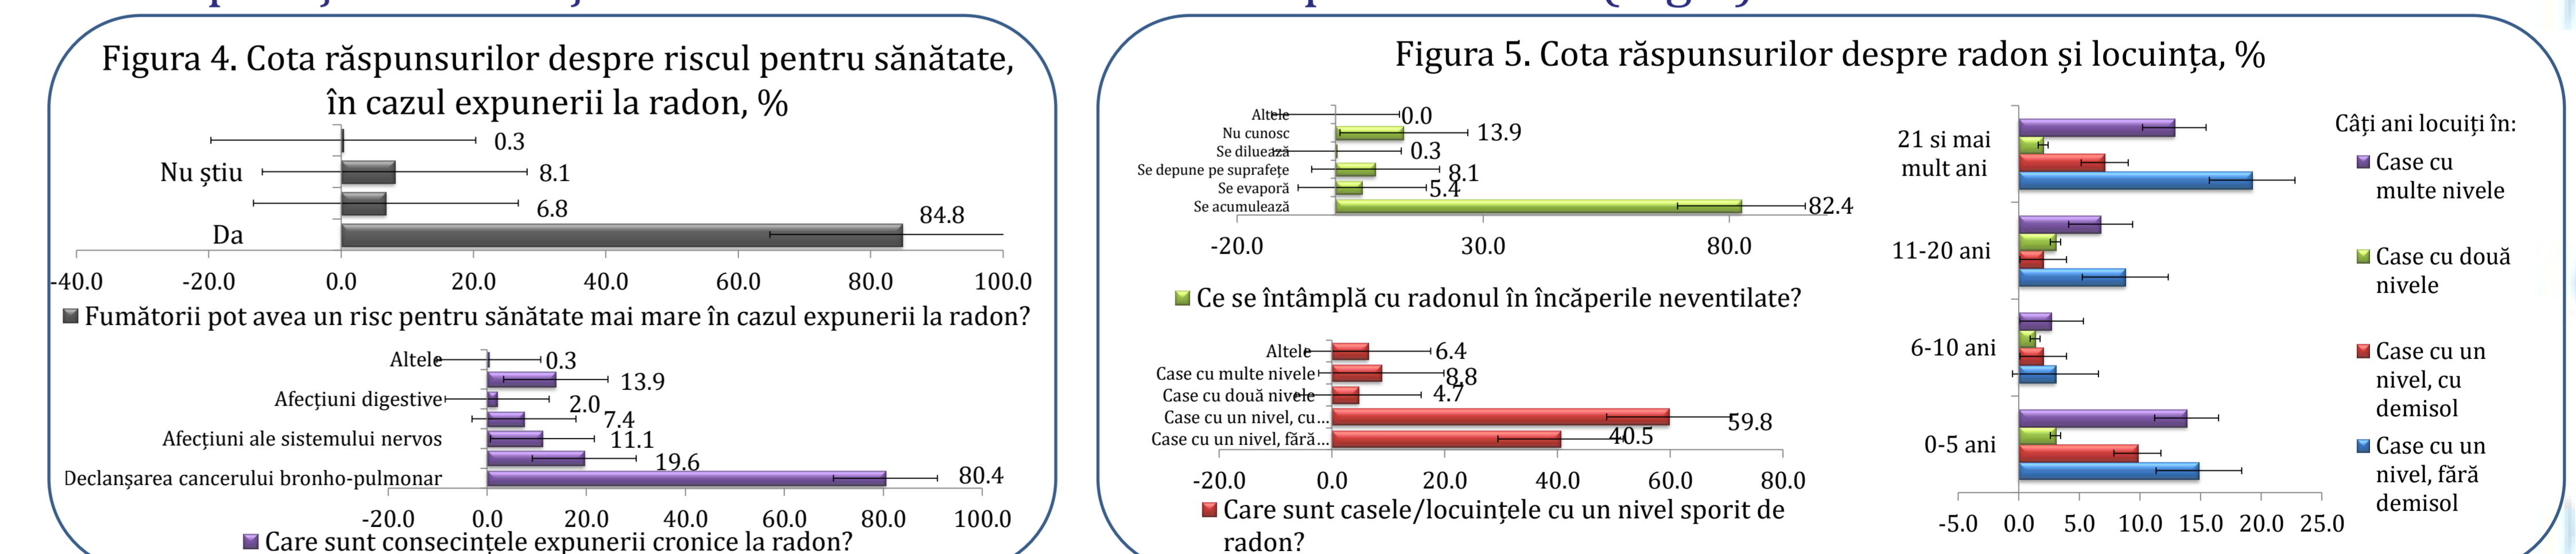 Figura 4. Cota răspunsurilor despre riscul pentru sănătate,
în cazul expunerii la radon, %
0.3
Nu știu
8.1
6.8
Da
84.8
-40.0 -20.0 0.0 20.0 40.0 60.0 80.0 100.0
Fumătorii pot avea un risc pentru sănătate mai mare în cazul expunerii la radon?
Altele
0.3
13.9
Afecțiuni digestive
2.0
7.4
Afecțiuni ale sistemului nervos
11.1
19.6
Declanșarea cancerului bronho-pulmonar
80.4
-20.0 0.0 20.0 40.0 60.0 80.0 100.0
Care sunt consecințele expunerii cronice la radon?
Figura 5. Cota răspunsurilor despre radon și locuința, %
Altele
0.0
Nu cunosc
13.9
Se diluează
0.3
Se depune pe suprafețe
8.1
Se evaporă
5.4
Se acumulează
82.4
-20.0 30.0 80.0
Ce se întâmplă cu radonul în încăperile neventilate?
Altele
6.4
Case cu multe nivele
8.8
Case cu două nivele
4.7
Case cu un nivel, cu...
59.8
Case cu un nivel, fără...
40.5
-20.0 0.0 20.0 40.0 60.0 80.0
Care sunt casele/locuințele cu un nivel sporit de
radon?
21 si mai
mult ani
11-20 ani
6-10 ani
0-5 ani
-5.0 0.0 5.0 10.0 15.0 20.0 25.0
Câți ani locuiți în:
Case cu
multe nivele
Case cu două
nivele
Case cu un
nivel, cu
demisol
Case cu un
nivel, fără
demisol